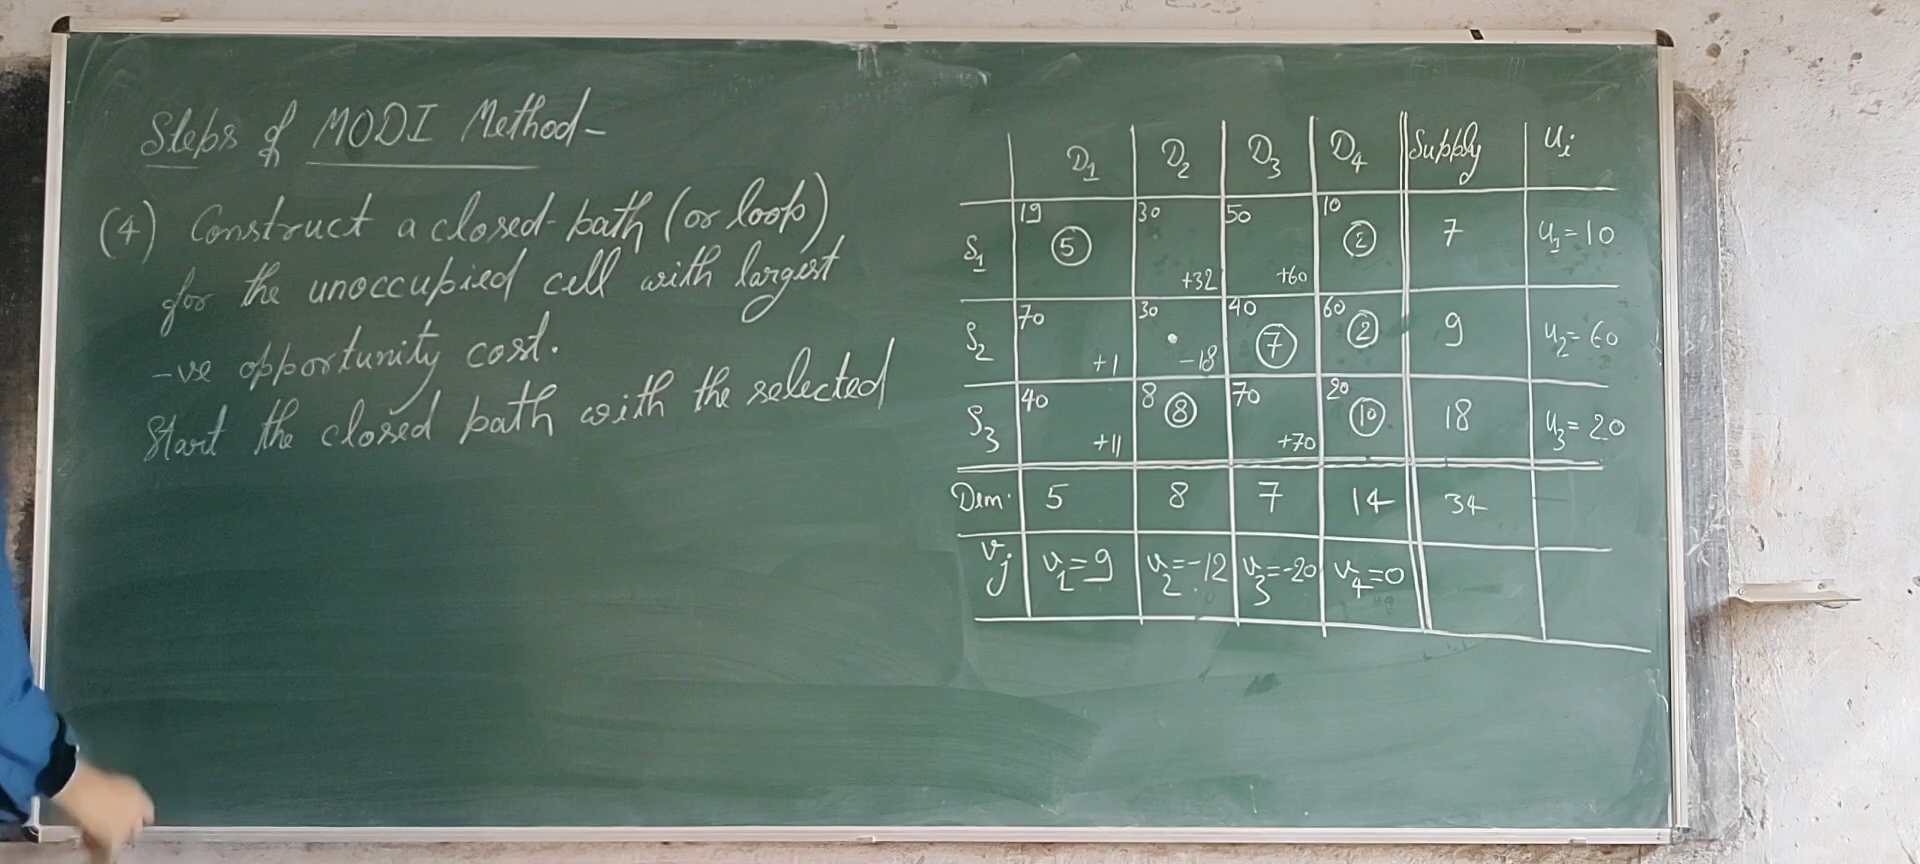 Steps of MODI Method-
(4) Construct a closed-path (or loop)
for the unoccupied cell with largest
-ve opportunity cost.
Start the closed path with the selected
D1 D2 D3 D4 Supply ui
S1 19 5 30 +32 50 +60 10 2 7 u1=10
S2 70 +1 30 -18 40 7 60 2 9 u2=60
S3 40 +11 8 8 70 +70 20 10 18 u3=20
Dem. 5 8 7 14 34
vj v1=9 v2=-12 v3=-20 v4=0